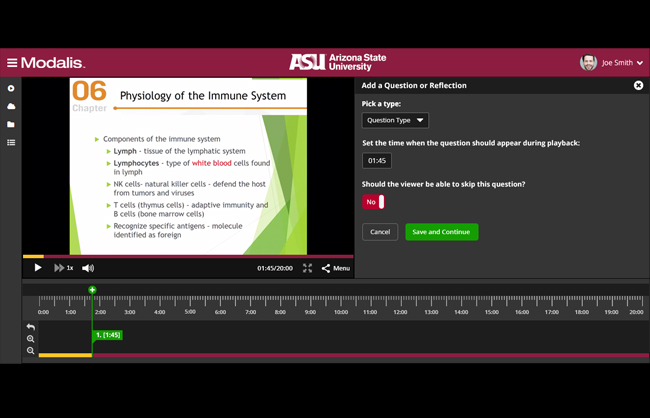 Modalis.
ASU Arizona State
University
Joe Smith
06
Chapter
Physiology of the Immune System
Components of the immune system
Lymph - tissue of the lymphatic system
Lymphocytes - type of white blood cells found
in lymph
NK cells- natural killer cells - defend the host
from tumors and viruses
T cells (thymus cells) - adaptive immunity and
B cells (bone marrow cells)
Recognize specific antigens - molecule
identified as foreign
1x
01:45/20:00
Menu
Add a Question or Reflection
Pick a type:
Question Type
Set the time when the question should appear during playback:
01:45
Should the viewer be able to skip this question?
No
Cancel
Save and Continue
0:00 1:00 2:00 3:00 4:00 5:00 6:00 7:00 8:00 9:00 10:00 11:00 12:00 13:00 14:00 15:00 16:00 17:00 18:00 19:00 20:00
1. [1:45]